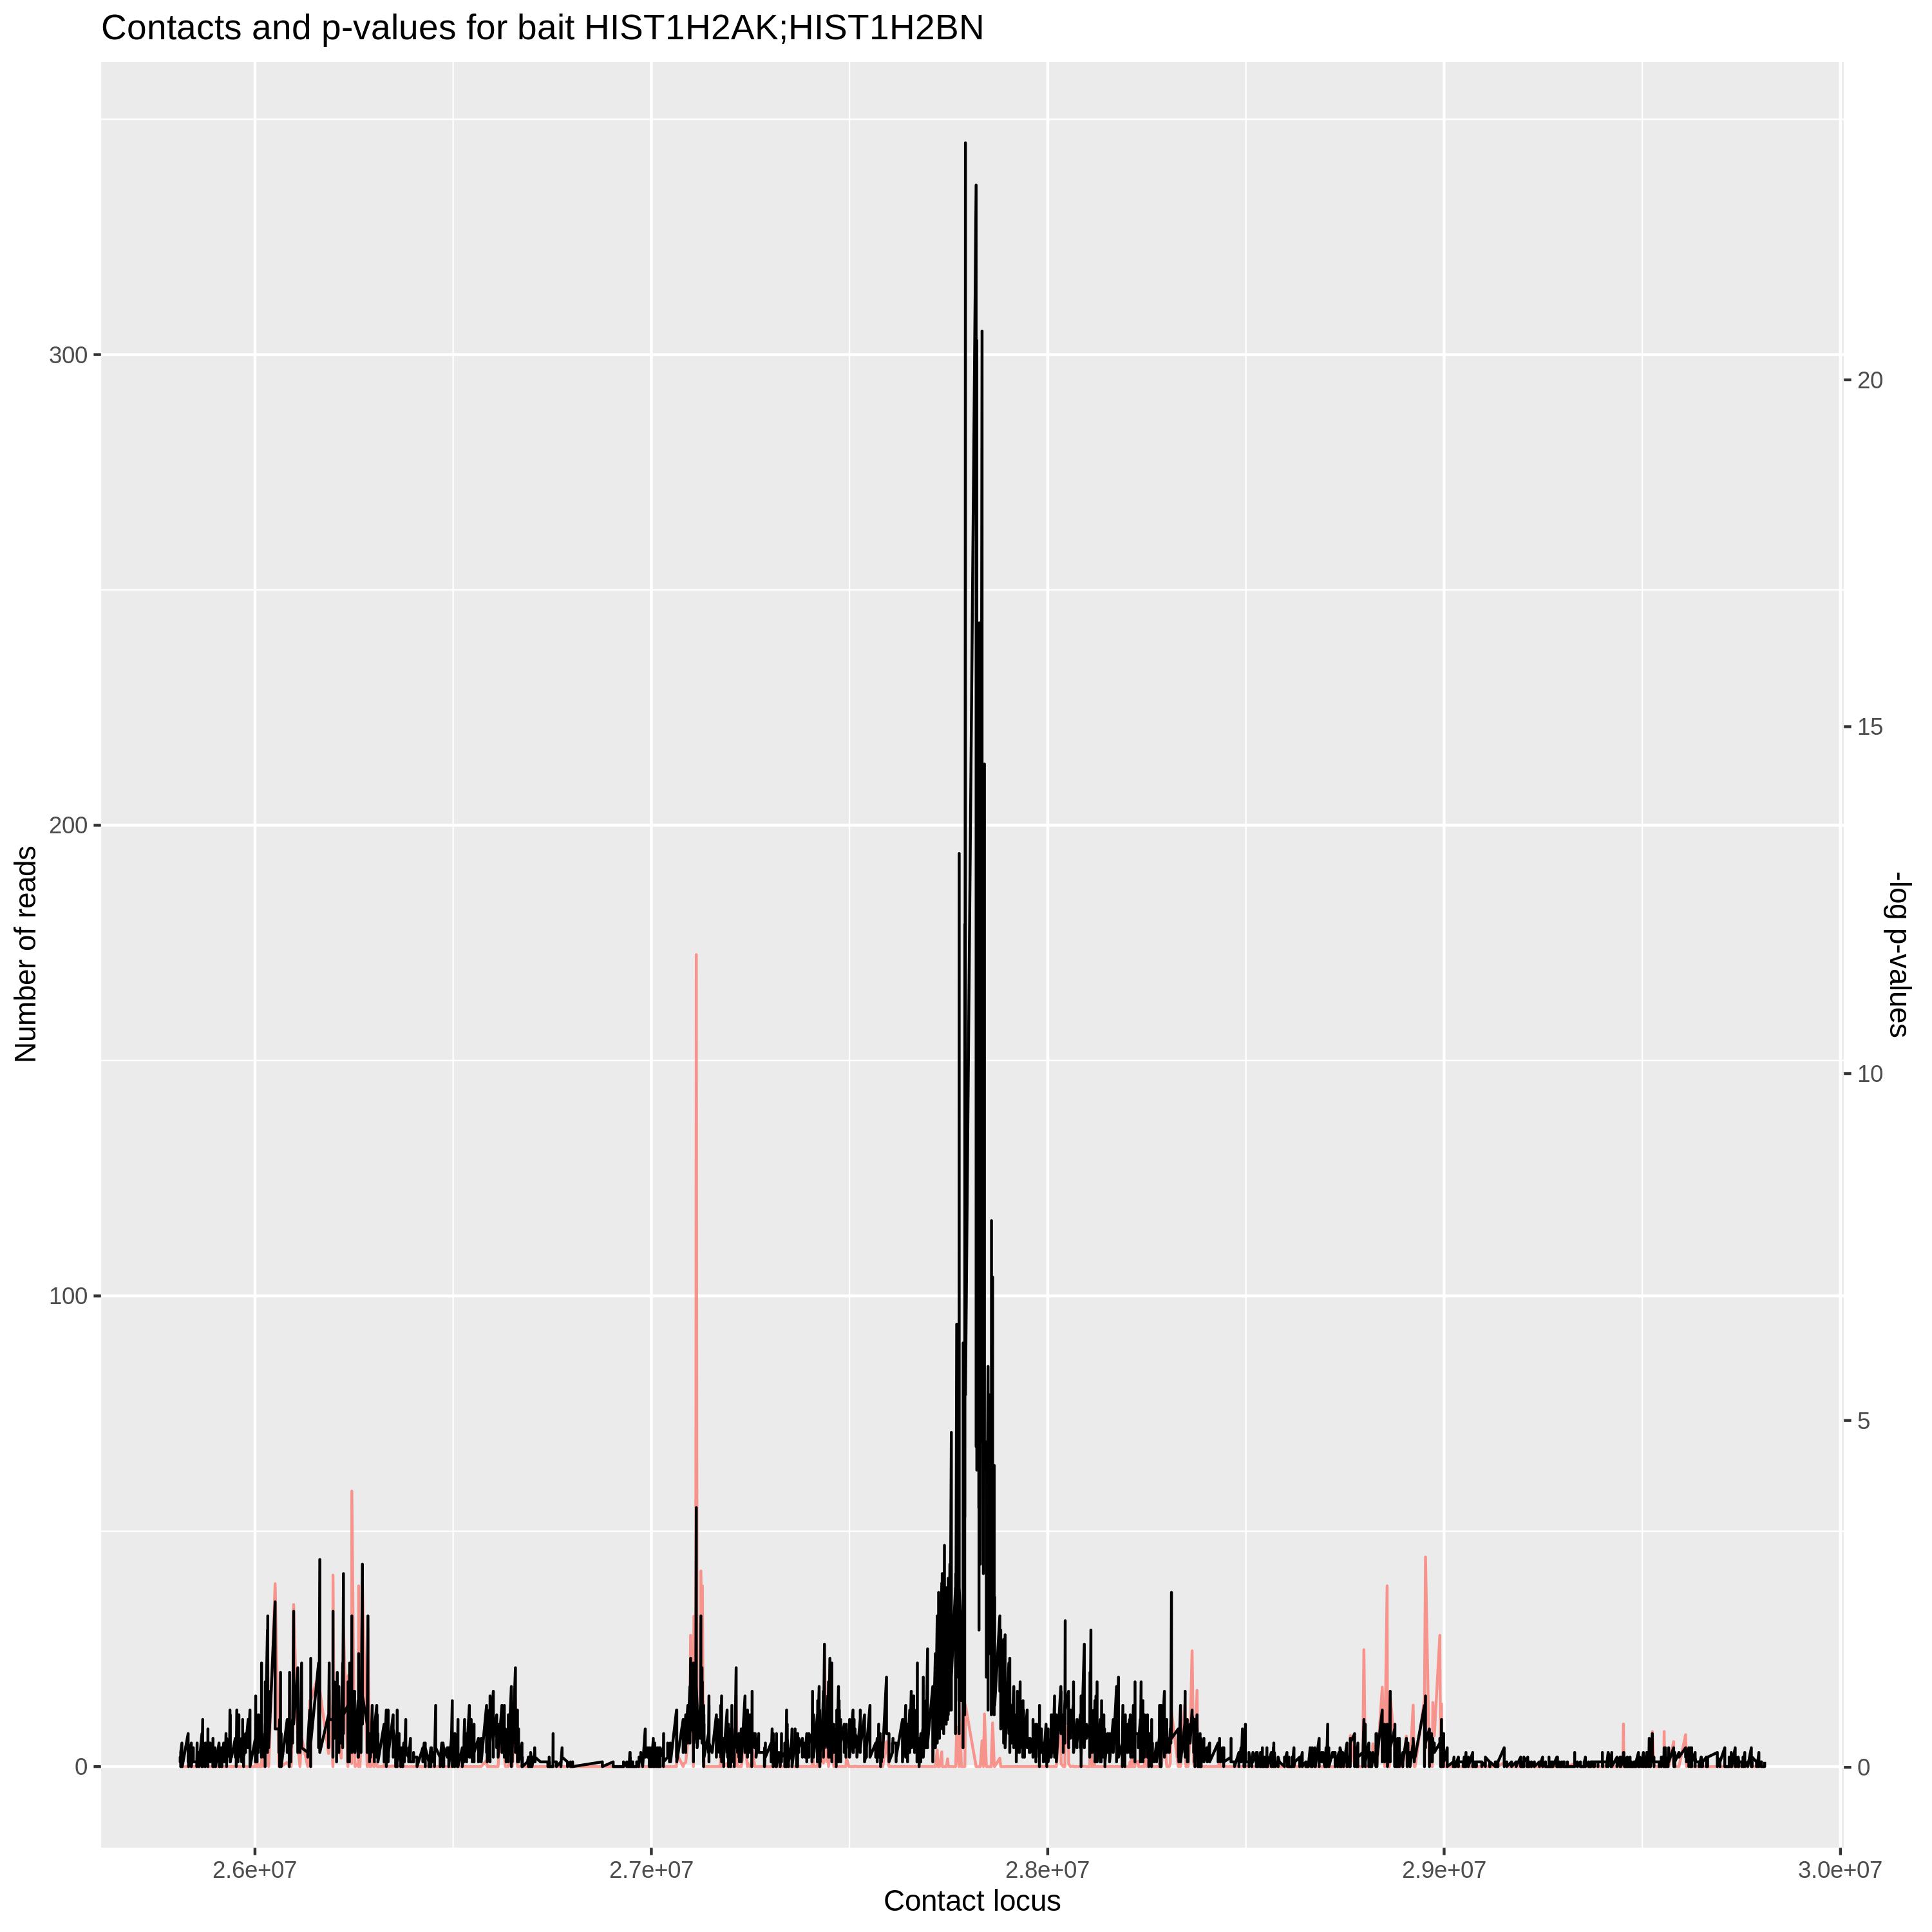 Contacts and p-values for bait HIST1H2AK;HIST1H2BN
Number of reads
300
200
100
0
20
15
10
5
0
-log p-values
2.6e+07 2.7e+07 2.8e+07 2.9e+07 3.0e+07
Contact locus